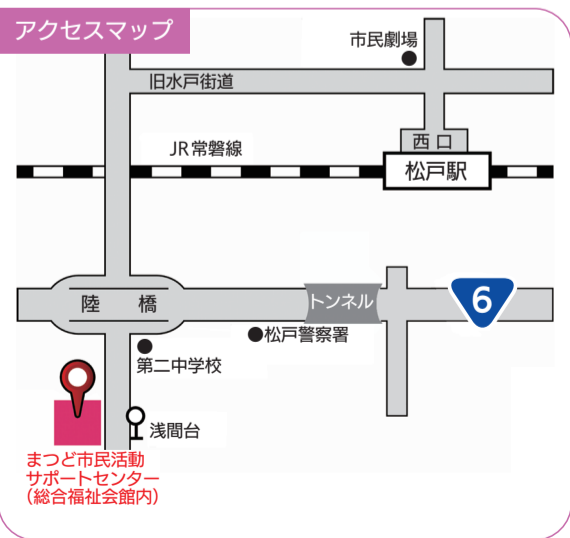 アクセスマップ
市民劇場
旧水戸街道
西口
JR常磐線
松戸駅
陸　橋
トンネル
6
松戸警察署
第二中学校
浅間台
まつど市民活動
サポートセンター
（総合福祉会館内）